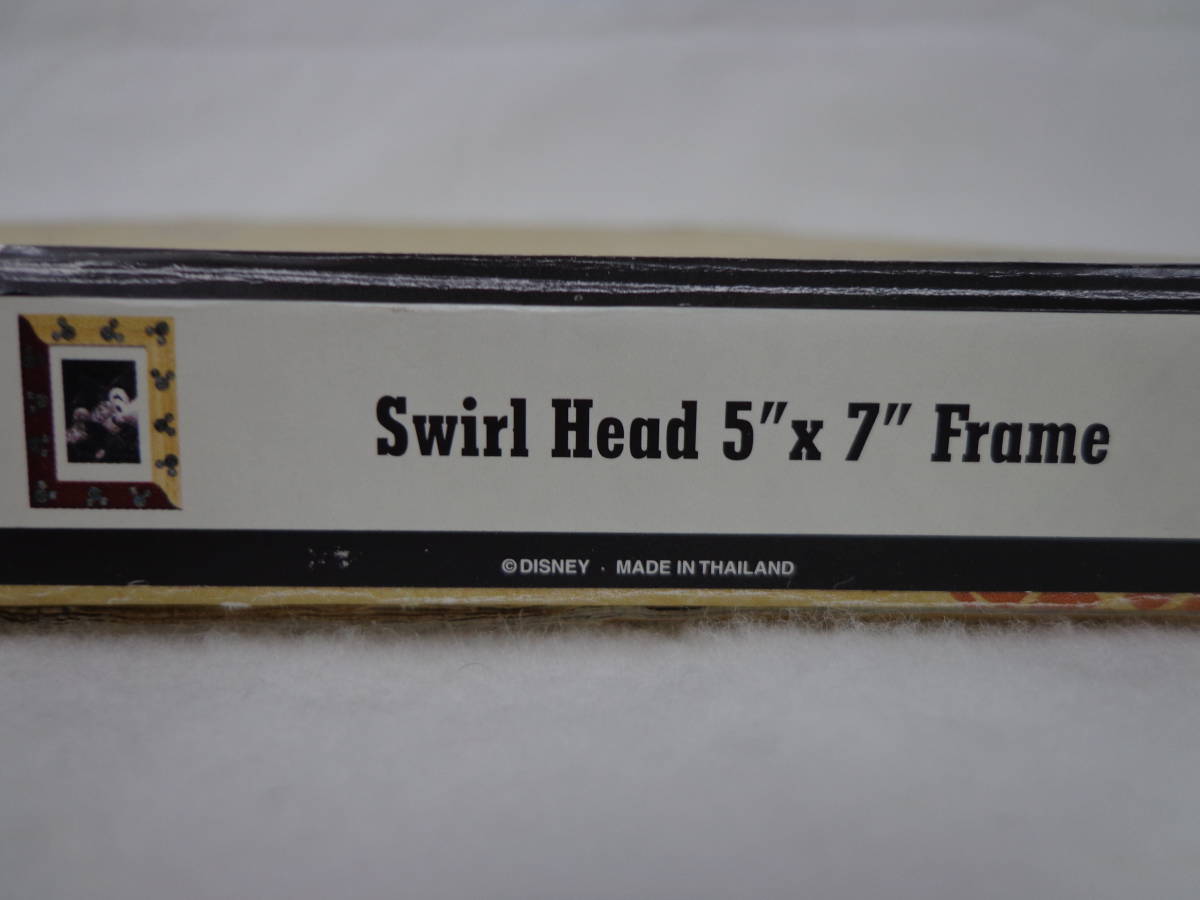 Swirl Head 5″x 7″ Frame
©DISNEY . MADE IN THAILAND